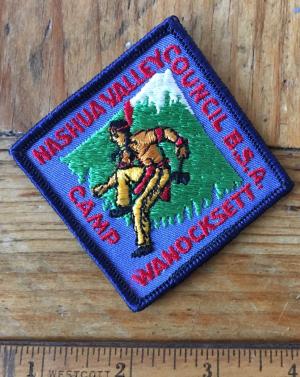 NASHUA VALLEY COUNCIL B.S.A.
CAMP WANOCKSETT
1 WESTCOTT 2 3 4